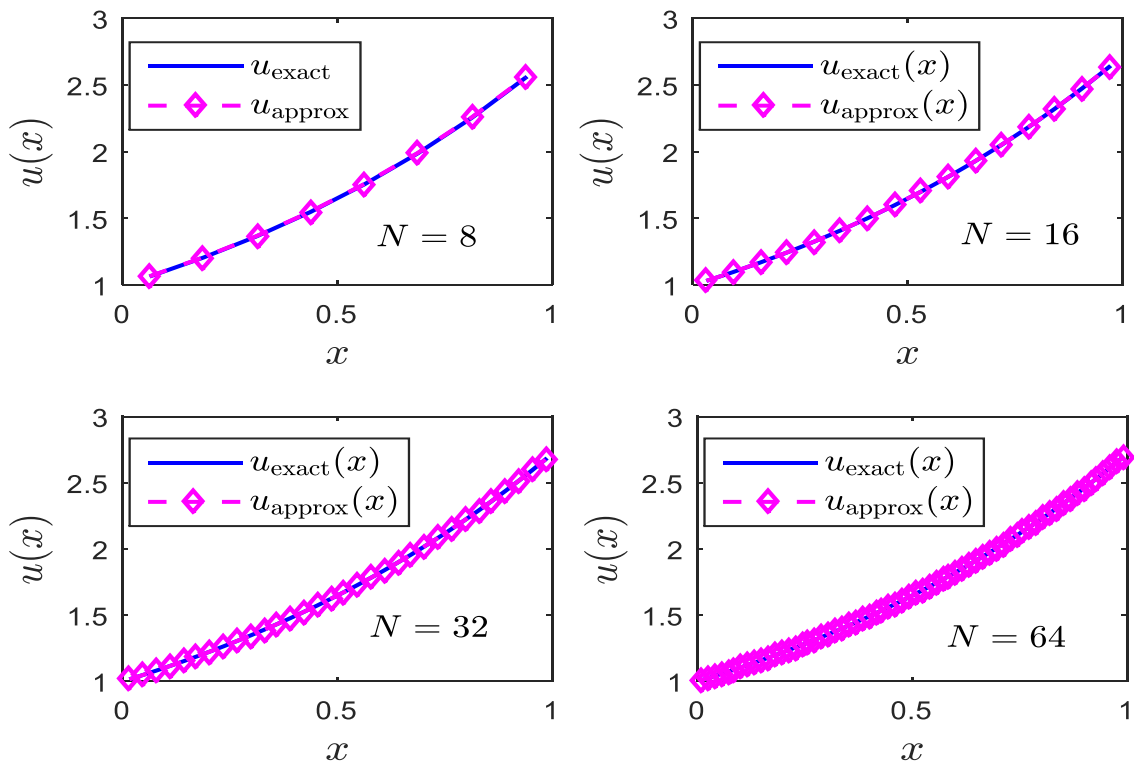 3
2.5
2
1.5
1
u(x)
u_exact
u_approx
N = 8
0 0.5 1
x
3
2.5
2
1.5
1
u(x)
u_exact(x)
u_approx(x)
N = 16
0 0.5 1
x
3
2.5
2
1.5
1
u(x)
u_exact(x)
u_approx(x)
N = 32
0 0.5 1
x
3
2.5
2
1.5
1
u(x)
u_exact(x)
u_approx(x)
N = 64
0 0.5 1
x